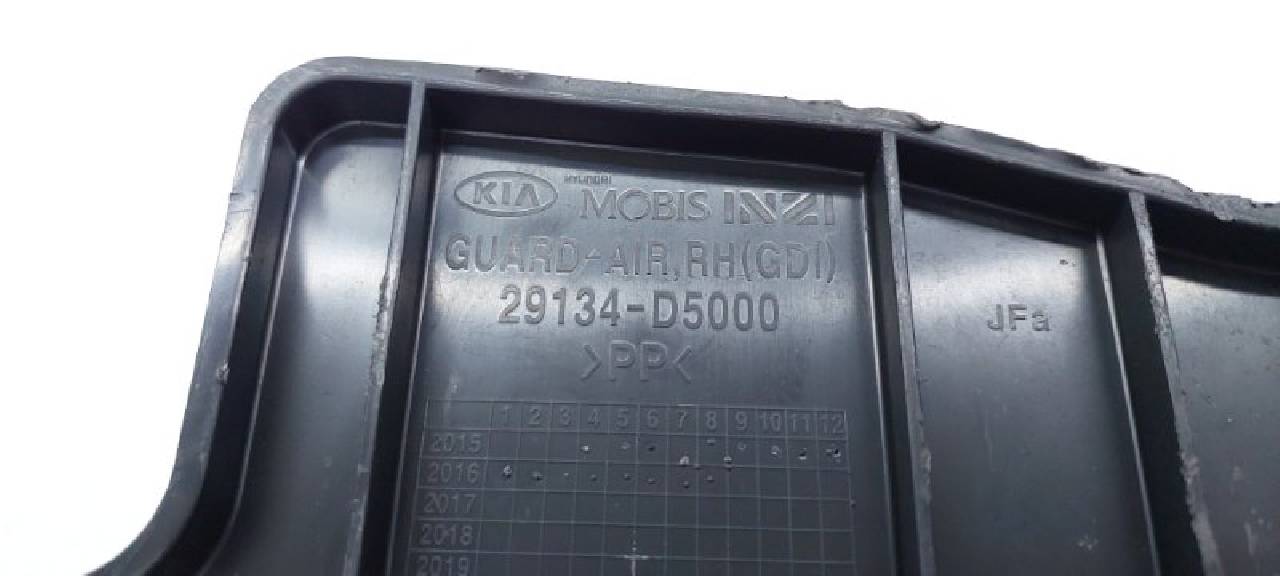 KIA HYUNDAI MOBIS INZI
GUARD-AIR,RH(GDI)
29134-D5000
JFa
>PP<
1 2 3 4 5 6 7 8 9 10 11 12
2015
2016
2017
2018
2019